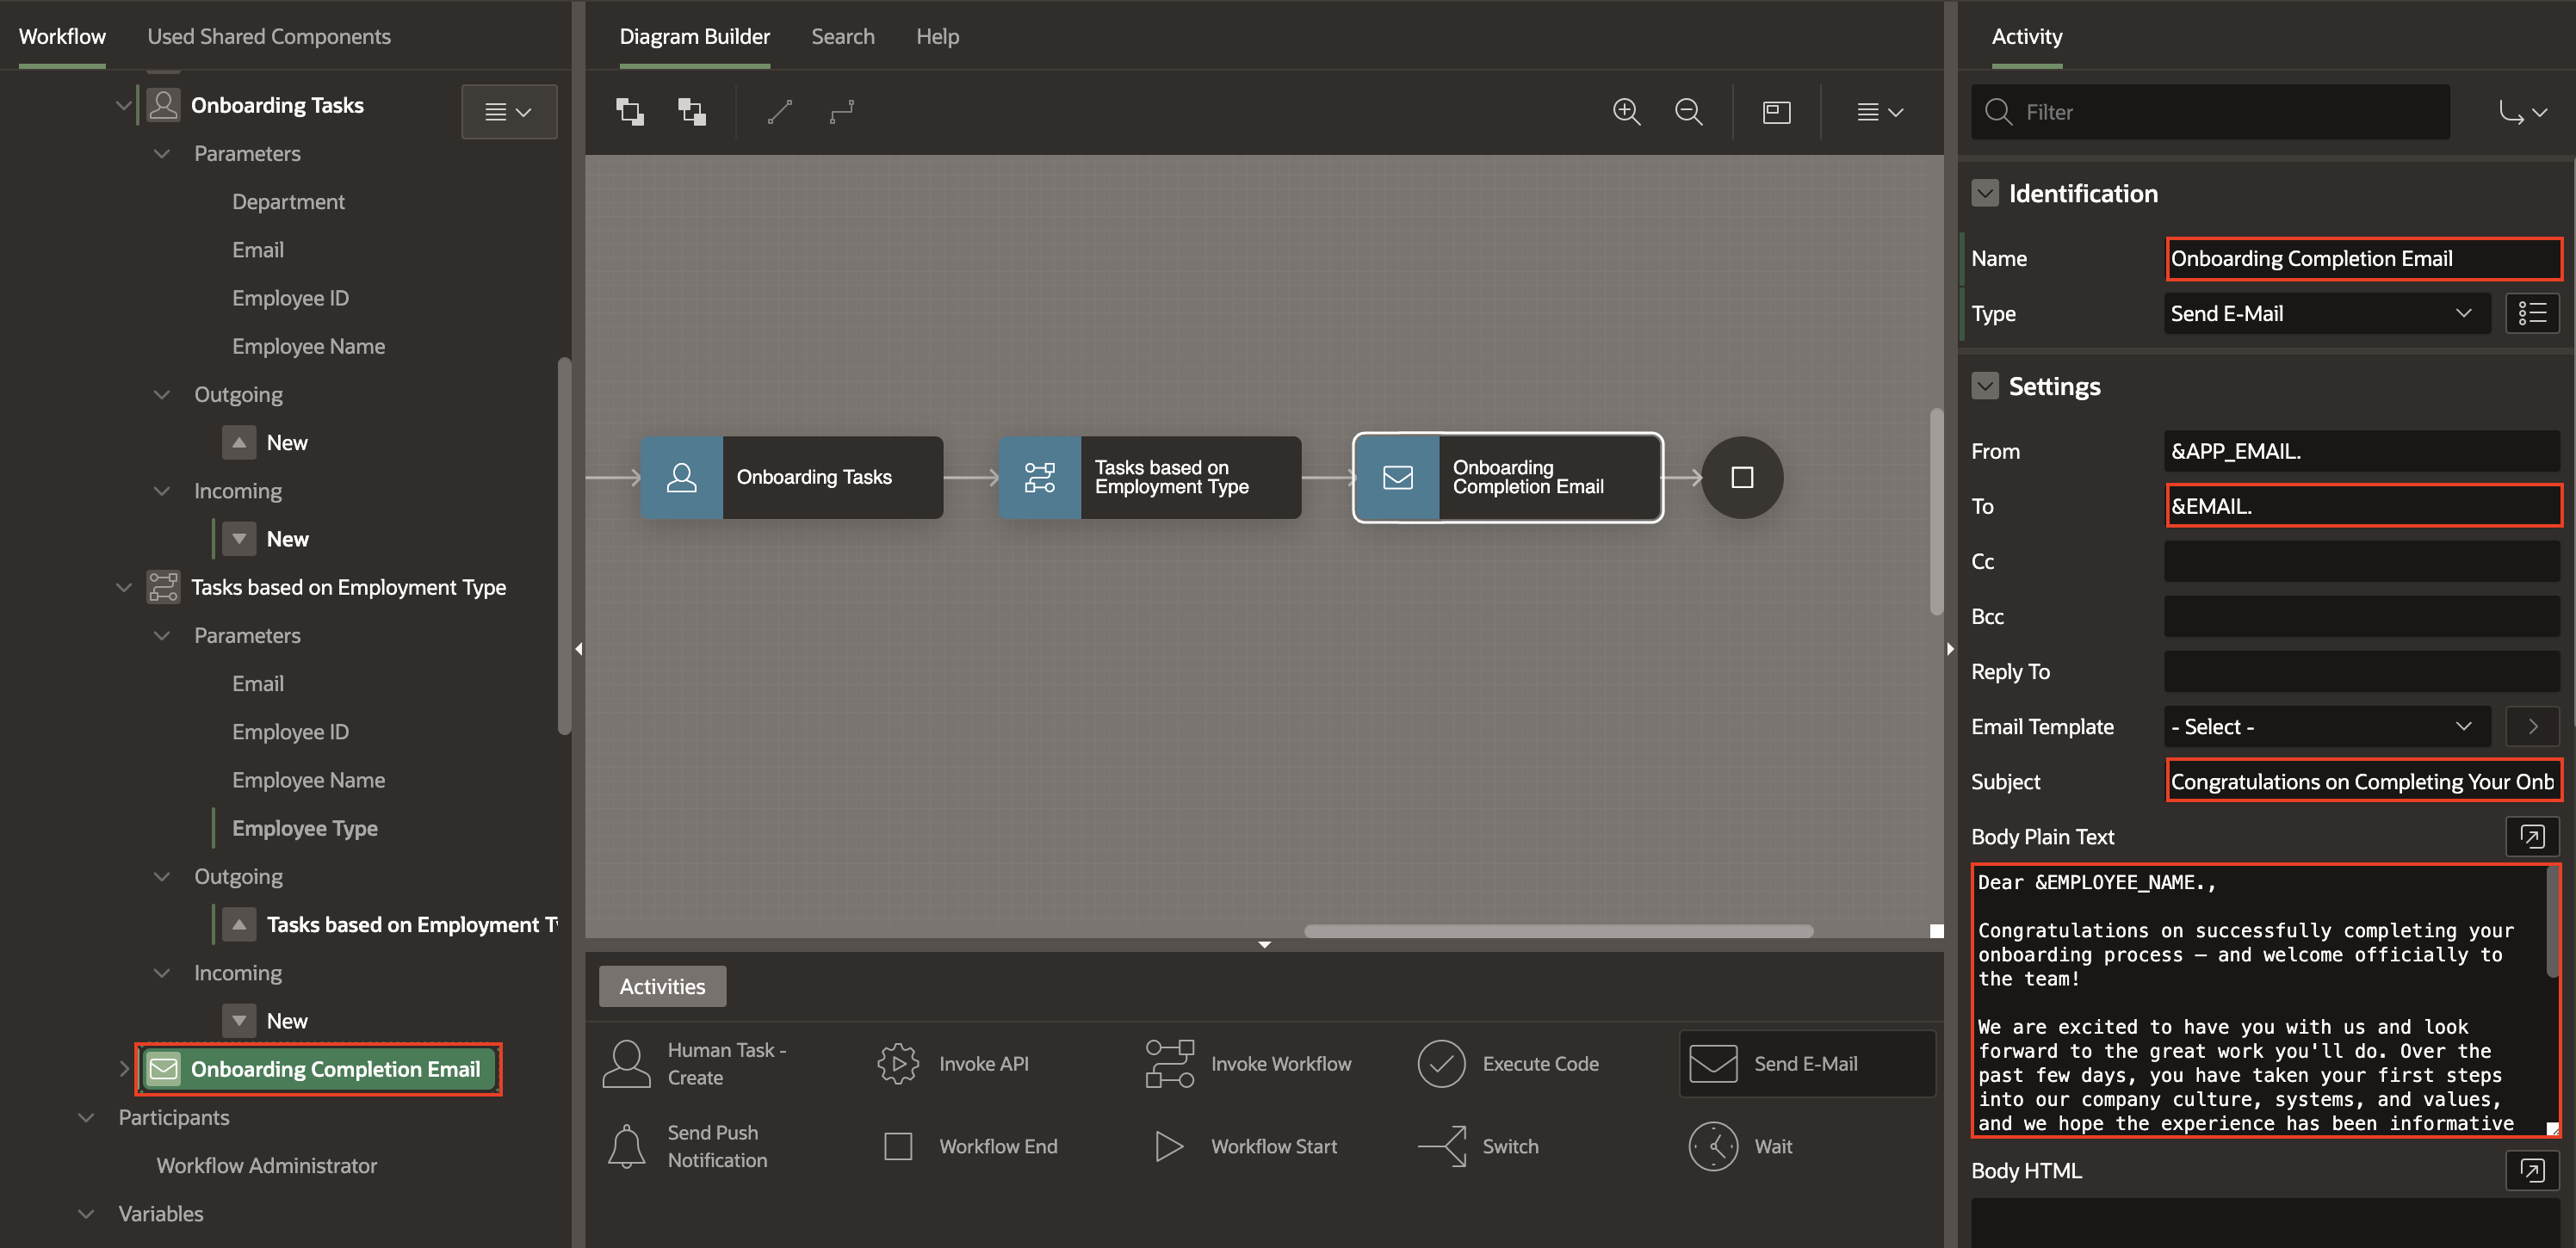 Workflow
Used Shared Components
Onboarding Tasks
Parameters
Department
Email
Employee ID
Employee Name
Outgoing
New
Incoming
New
Tasks based on Employment Type
Parameters
Email
Employee ID
Employee Name
Employee Type
Outgoing
Tasks based on Employment Ty
Incoming
New
Onboarding Completion Email
Participants
Workflow Administrator
Variables
Diagram Builder
Search
Help
Onboarding Tasks
Tasks based on
Employment Type
Onboarding
Completion Email
Activities
Human Task -
Create
Invoke API
Invoke Workflow
Execute Code
Send E-Mail
Send Push
Notification
Workflow End
Workflow Start
Switch
Wait
Activity
Filter
Identification
Name
Onboarding Completion Email
Type
Send E-Mail
Settings
From
&APP_EMAIL.
To
&EMAIL.
Cc
Bcc
Reply To
Email Template
- Select -
Subject
Congratulations on Completing Your Onb
Body Plain Text
Dear &EMPLOYEE_NAME.,
Congratulations on successfully completing your
onboarding process – and welcome officially to
the team!
We are excited to have you with us and look
forward to the great work you'll do. Over the
past few days, you have taken your first steps
into our company culture, systems, and values,
and we hope the experience has been informative
Body HTML